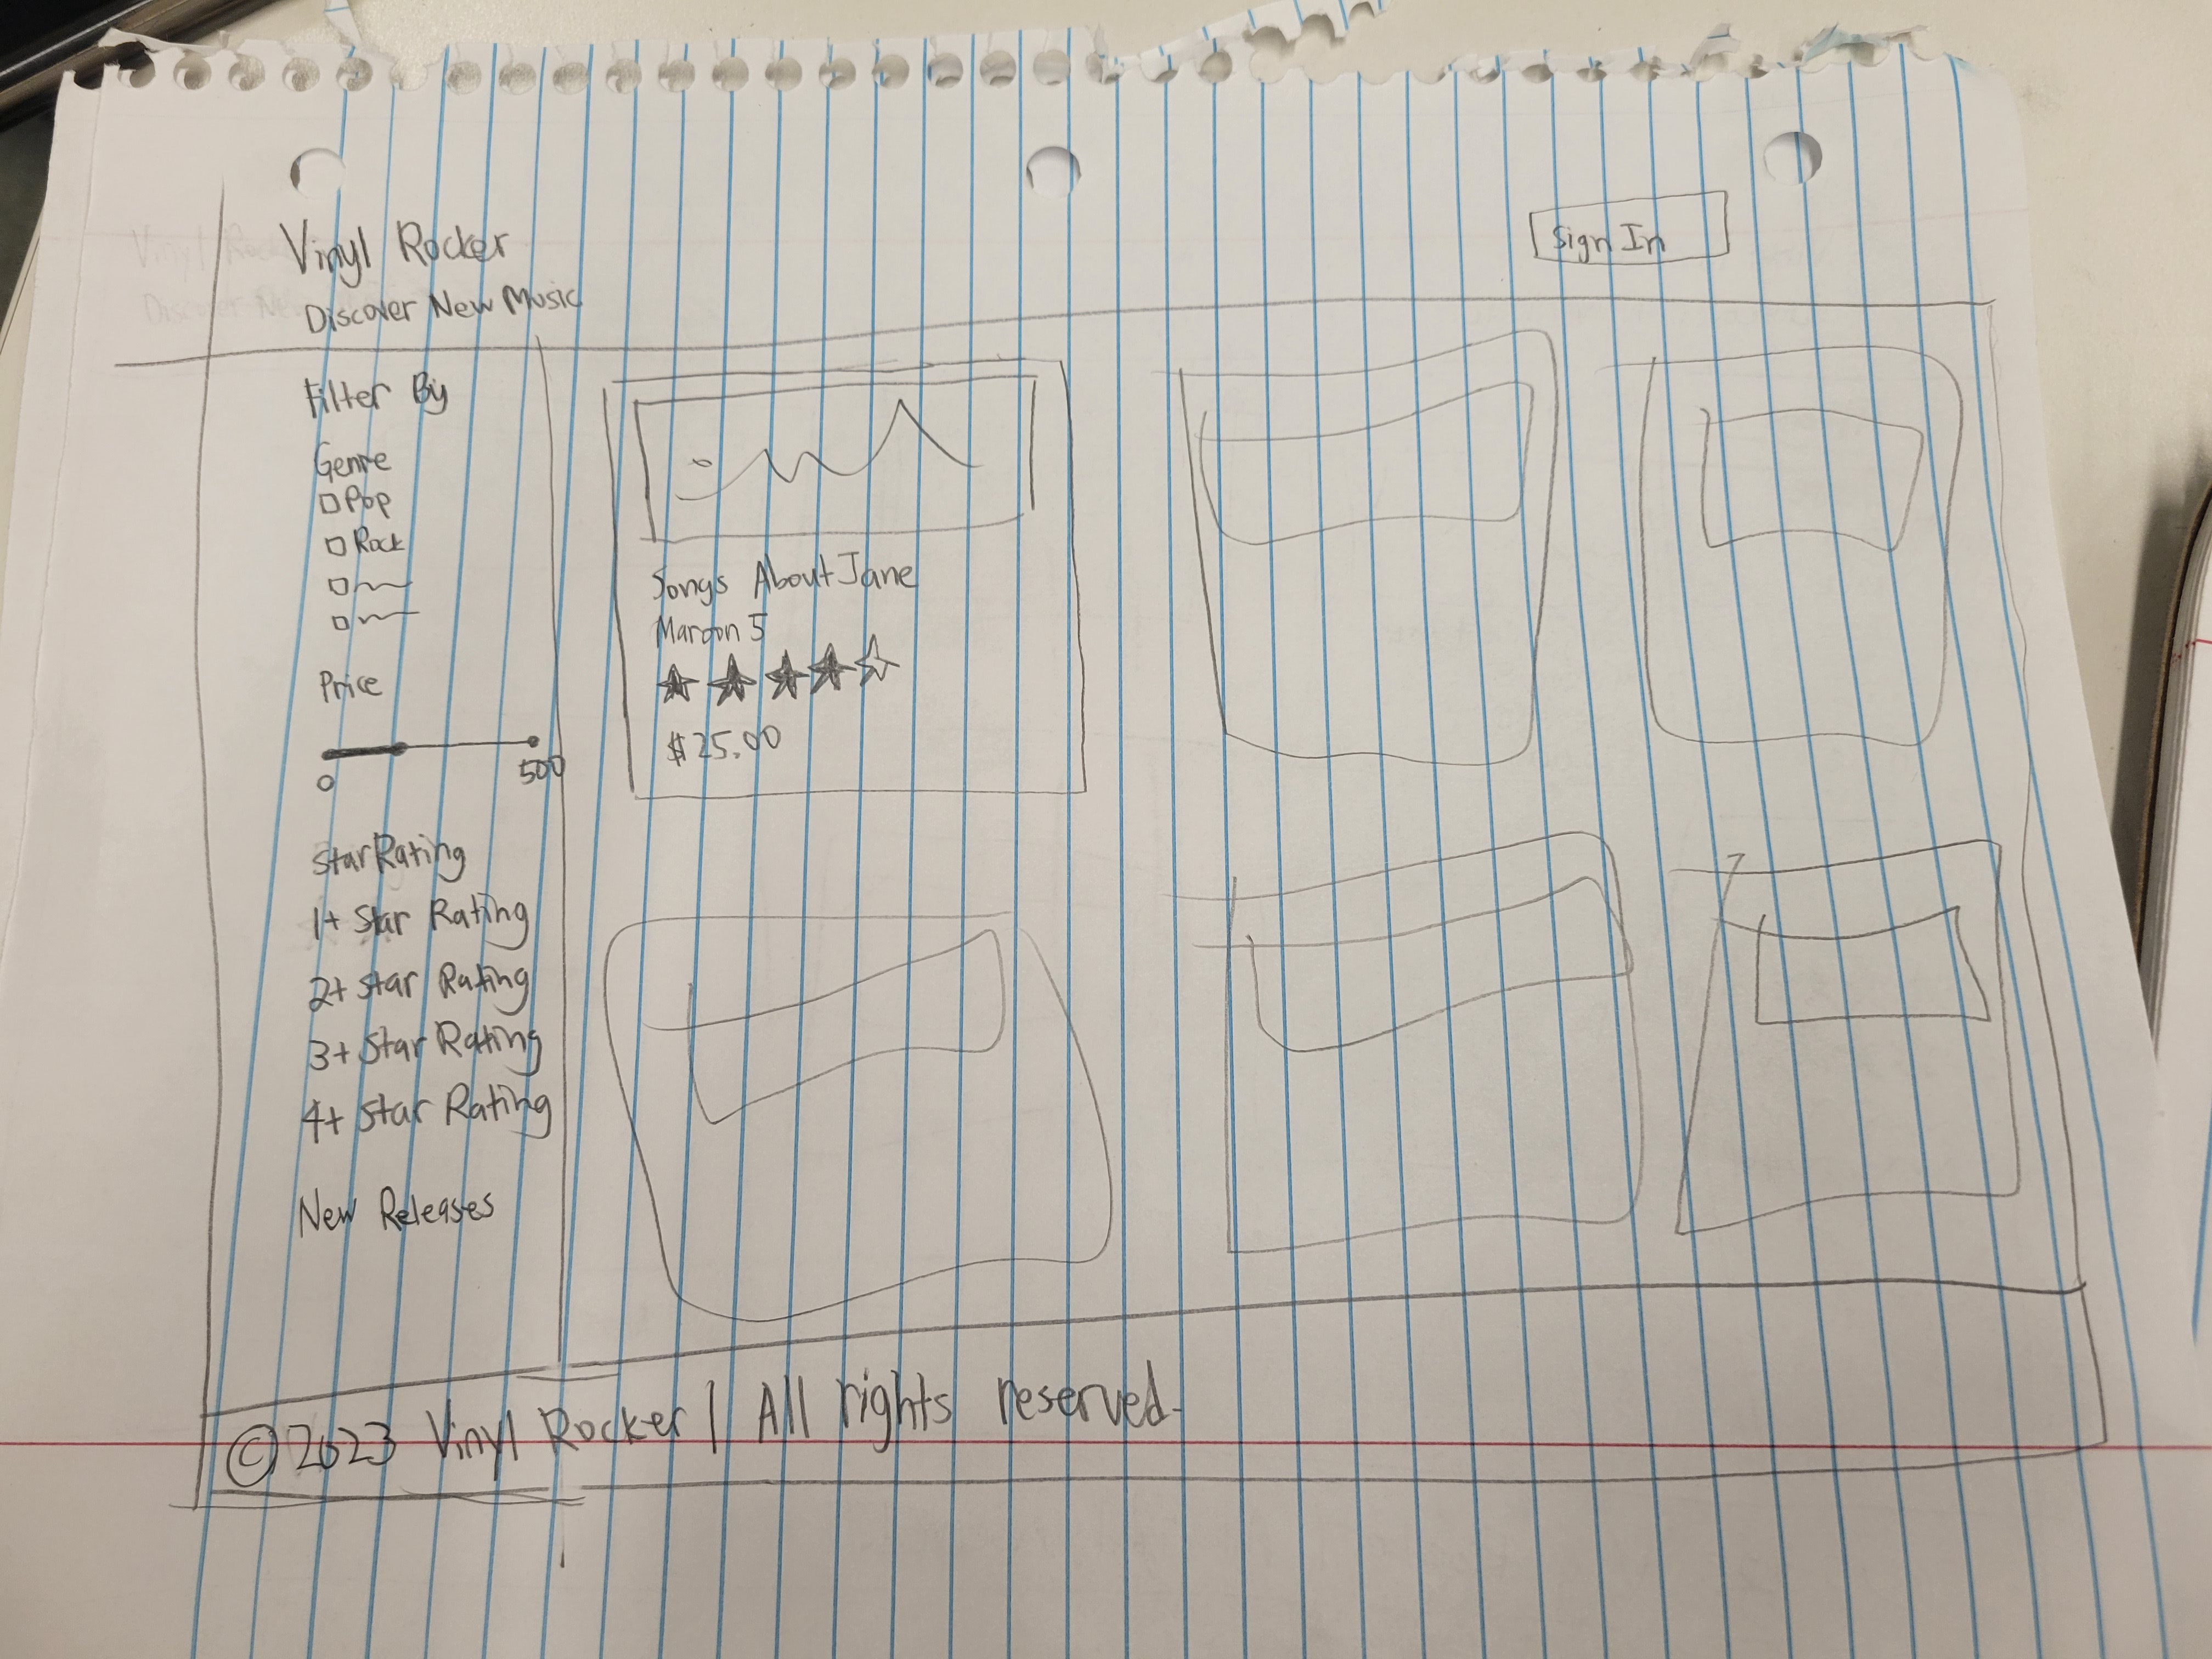 Vinyl Rocker
Discover New Music
Sign In
Filter By
Genre
Pop
Rock
Price
0
500
Star Rating
1+ Star Rating
2+ Star Rating
3+ Star Rating
4+ Star Rating
New Releases
Songs About Jane
Maroon 5
$25.00
© 2023 Vinyl Rocker | All rights reserved.